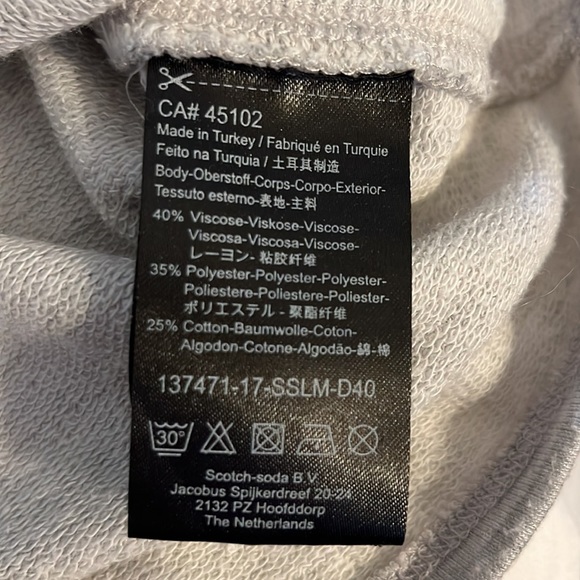 CA# 45102
Made in Turkey / Fabriqué en Turquie
Feito na Turquia / 土耳其制造
Body-Oberstoff-Corps-Corpo-Exterior-
Tessuto esterno-表地-主料
40% Viscose-Viskose-Viscose-
Viscosa-Viscosa-Viscose-
レーヨン- 粘胶纤维
35% Polyester-Polyester-Polyester-
Poliestere-Poliestere-Poliester-
ポリエステル - 聚酯纤维
25% Cotton-Baumwolle-Coton-
Algodon-Cotone-Algodão-綿-棉
137471-17-SSLM-D40
30°
Scotch-soda B.V.
Jacobus Spijkerdreef 20-24
2132 PZ Hoofddorp
The Netherlands